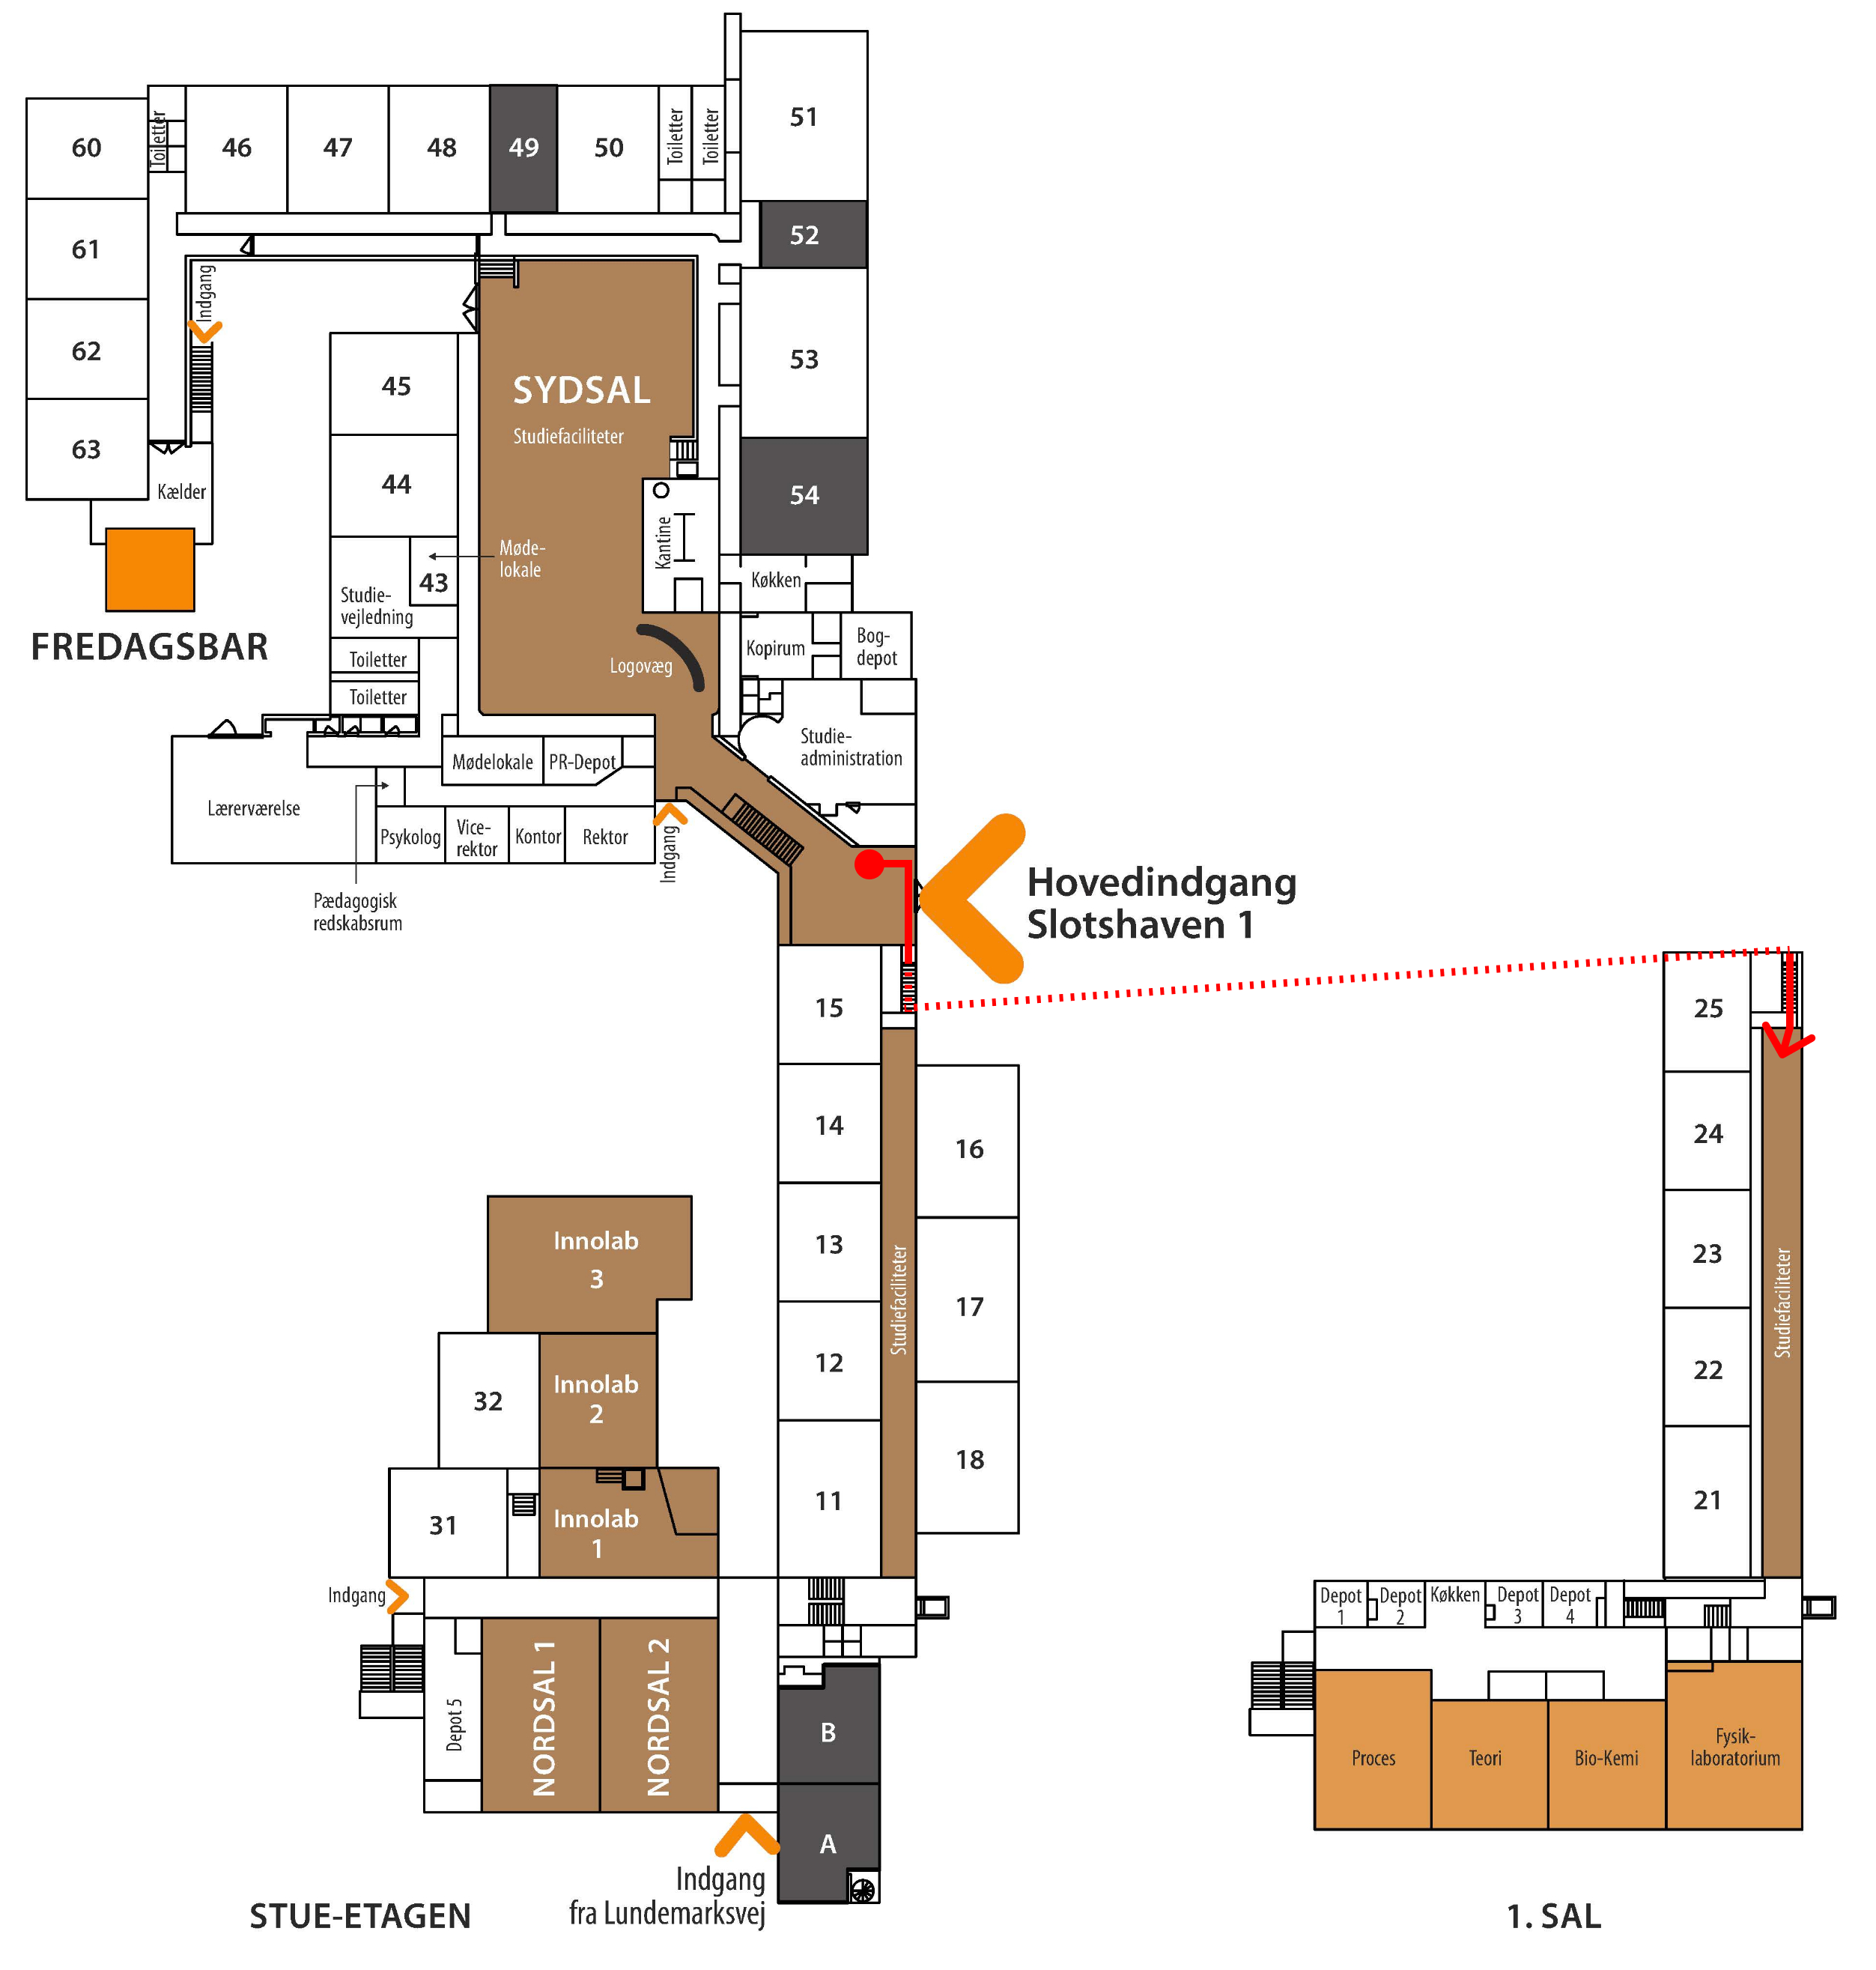 51
60
Toiletter
46
47
48
49
50
Toiletter
Toiletter
52
61
Indgang
62
53
45
SYDSAL
Studiefaciliteter
63
Kælder
44
54
Kantine
Møde-
lokale
43
Studie-
vejledning
Køkken
FREDAGSBAR
Toiletter
Toiletter
Logovæg
Kopirum
Bog-
depot
Studie-
administration
Mødelokale
PR-Depot
Lærerværelse
Psykolog
Vice-
rektor
Kontor
Rektor
Indgang
Pædagogisk
redskabsrum
Hovedindgang
Slotshaven 1
15
25
14
16
24
13
Innolab
3
23
17
Studiefaciliteter
Studiefaciliteter
12
22
Innolab
2
32
18
11
21
31
Innolab
1
Indgang
Depot
1
Depot
2
Køkken
Depot
3
Depot
4
Depot 5
NORDSAL 1
NORDSAL 2
B
A
Proces
Teori
Bio-Kemi
Fysik-
laboratorium
Indgang
fra Lundemarksvej
STUE-ETAGEN
1. SAL